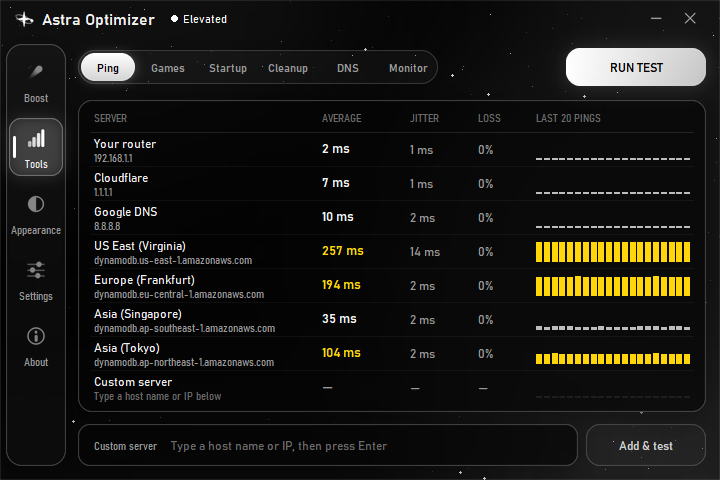 Astra Optimizer
Elevated
Boost
Tools
Appearance
Settings
About
Ping Games Startup Cleanup DNS Monitor
RUN TEST
SERVER AVERAGE JITTER LOSS LAST 20 PINGS
Your router 2 ms 1 ms 0%
192.168.1.1
Cloudflare 7 ms 1 ms 0%
1.1.1.1
Google DNS 10 ms 2 ms 0%
8.8.8.8
US East (Virginia) 257 ms 14 ms 0%
dynamodb.us-east-1.amazonaws.com
Europe (Frankfurt) 194 ms 2 ms 0%
dynamodb.eu-central-1.amazonaws.com
Asia (Singapore) 35 ms 2 ms 0%
dynamodb.ap-southeast-1.amazonaws.com
Asia (Tokyo) 104 ms 2 ms 0%
dynamodb.ap-northeast-1.amazonaws.com
Custom server — — —
Type a host name or IP below
Custom server Type a host name or IP, then press Enter
Add & test